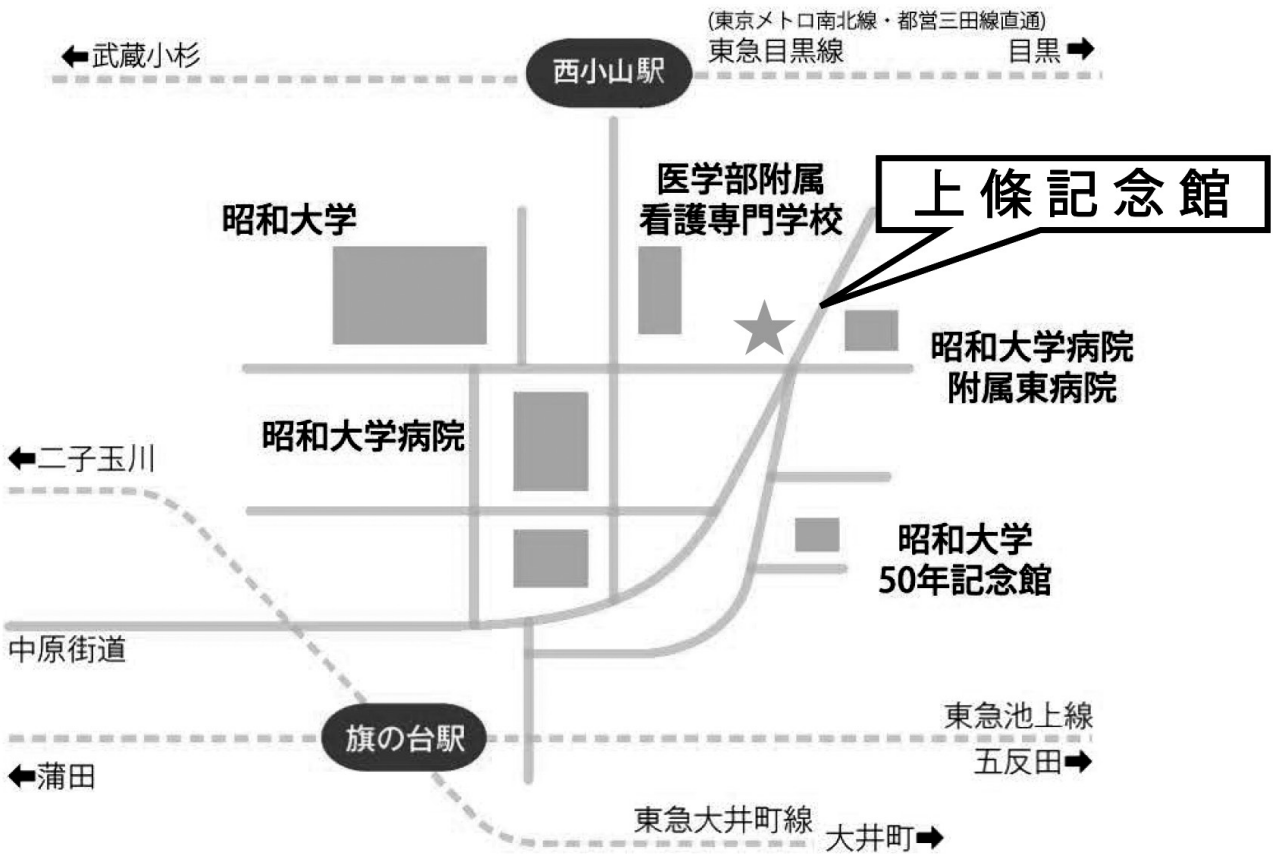 (東京メトロ南北線・都営三田線直通)
←武蔵小杉
西小山駅
東急目黒線
目黒→
医学部附属
看護専門学校
上條記念館
昭和大学
昭和大学病院
附属東病院
昭和大学病院
←二子玉川
昭和大学
50年記念館
中原街道
東急池上線
旗の台駅
五反田→
←蒲田
東急大井町線
大井町→